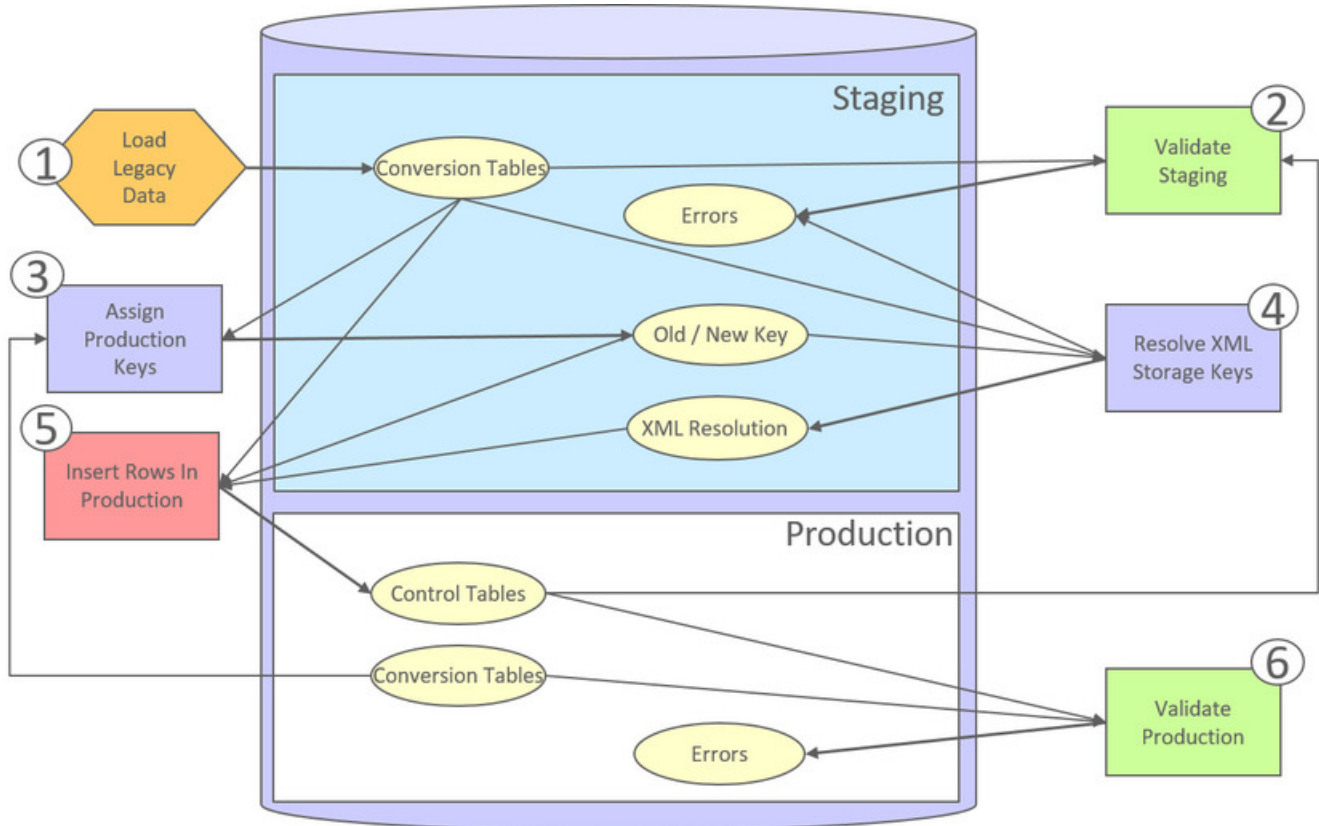 Staging
1
Load
Legacy
Data
Conversion Tables
2
Validate
Staging
Errors
3
Assign
Production
Keys
Old / New Key
4
Resolve XML
Storage Keys
XML Resolution
5
Insert Rows In
Production
Production
Control Tables
Conversion Tables
6
Validate
Production
Errors